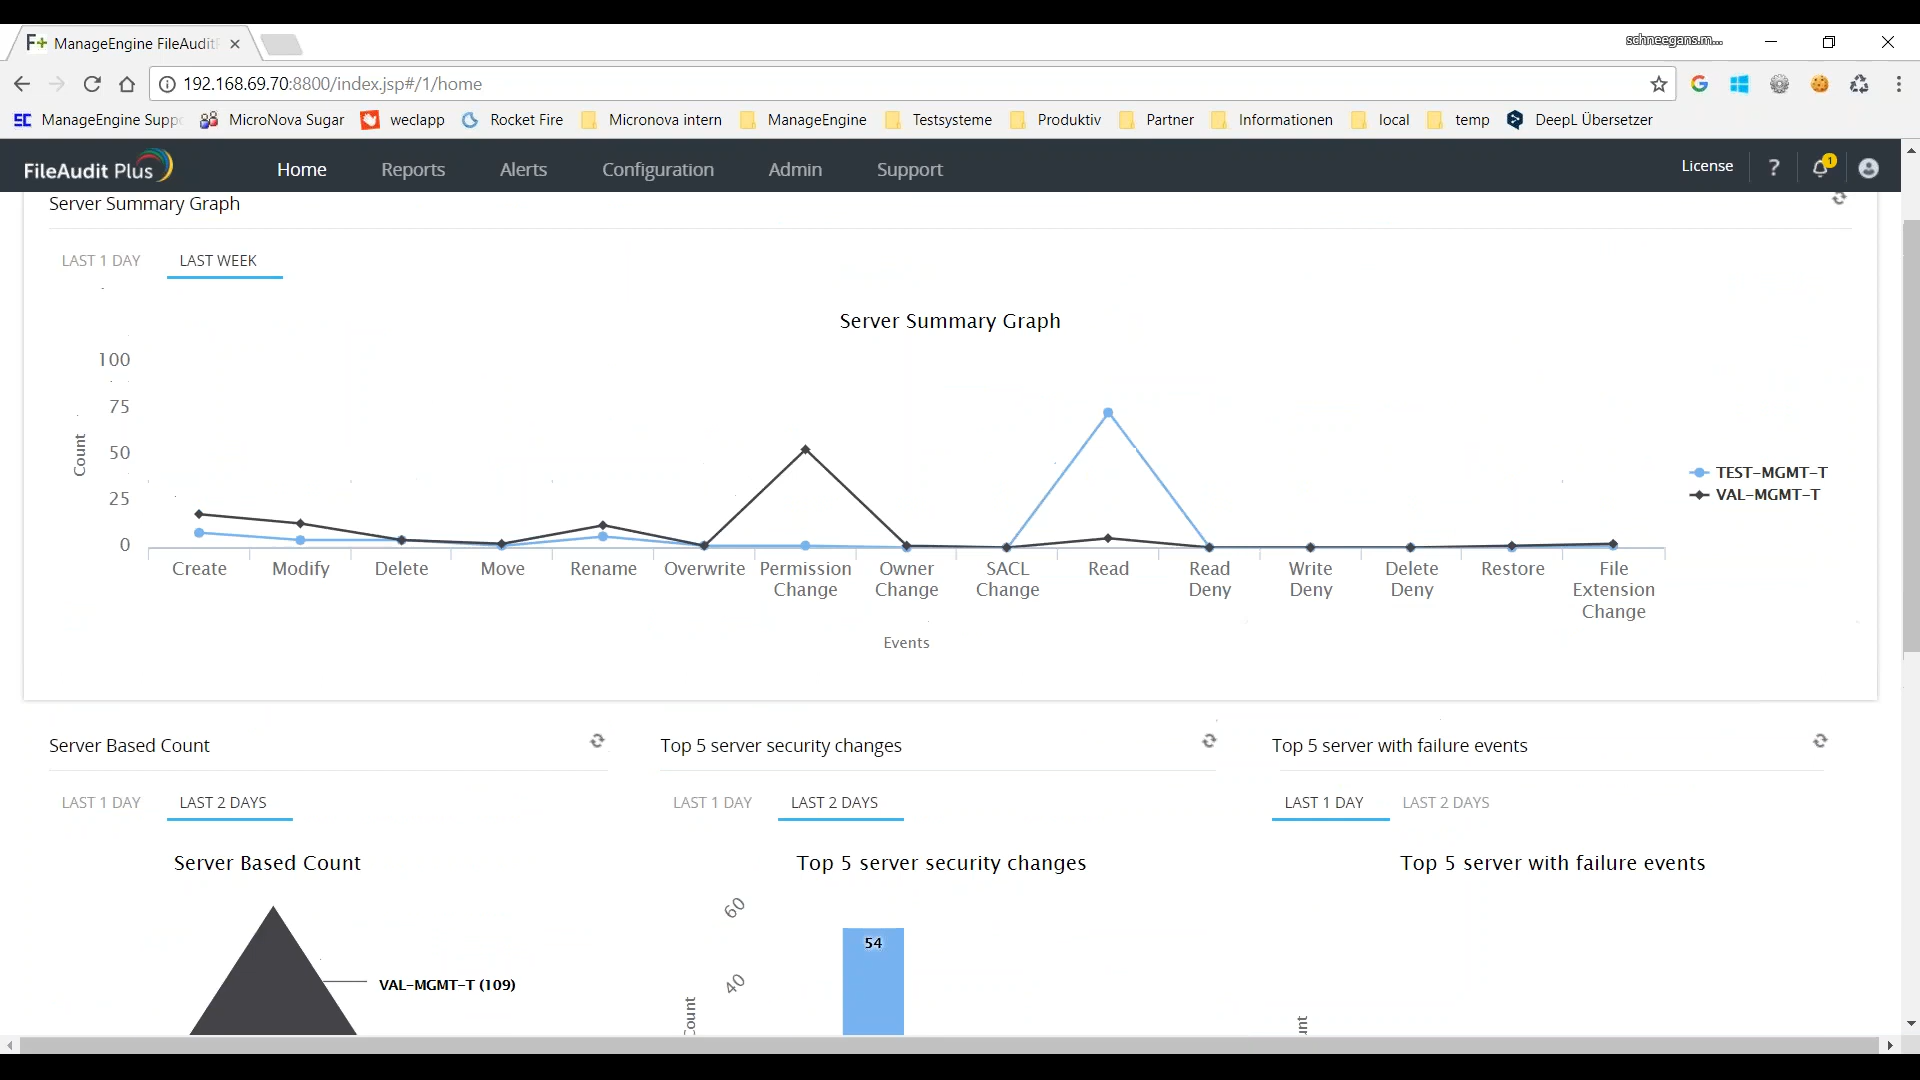 F+ ManageEngine FileAudit
schneegans.m...
192.168.69.70:8800/index.jsp#/1/home
SC ManageEngine Supp MicroNova Sugar weclapp Rocket Fire Micronova intern ManageEngine Testsysteme Produktiv Partner Informationen local temp DeepL Übersetzer
FileAudit Plus Home Reports Alerts Configuration Admin Support License ? 1
Server Summary Graph
LAST 1 DAY LAST WEEK
Server Summary Graph
100
75
50
25
0
Count
TEST-MGMT-T
VAL-MGMT-T
Create Modify Delete Move Rename Overwrite Permission Change Owner Change SACL Change Read Read Deny Write Deny Delete Deny Restore File Extension Change
Events
Server Based Count Top 5 server security changes Top 5 server with failure events
LAST 1 DAY LAST 2 DAYS LAST 1 DAY LAST 2 DAYS LAST 1 DAY LAST 2 DAYS
Server Based Count Top 5 server security changes Top 5 server with failure events
60
54
40
VAL-MGMT-T (109)
Count
unt